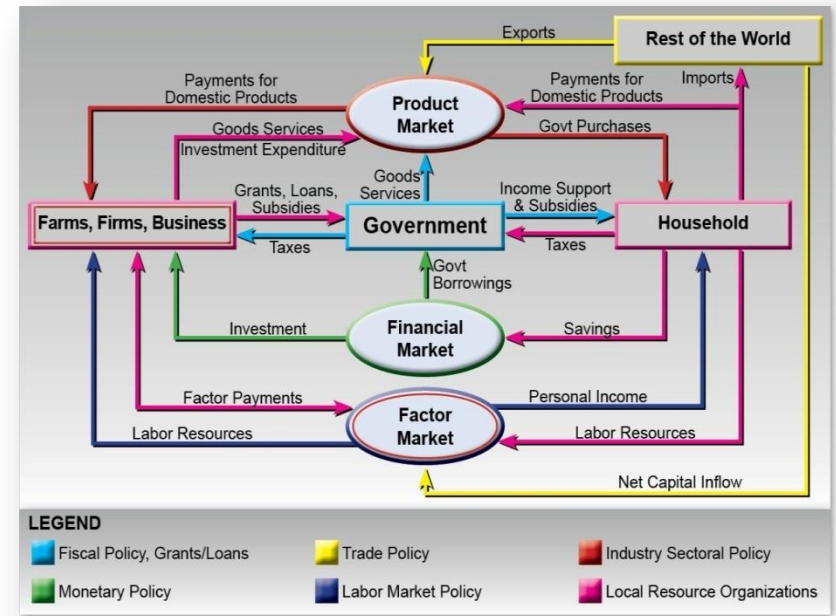 Exports
Rest of the World
Payments for
Domestic Products
Product
Market
Payments for
Domestic Products
Imports
Goods Services
Investment Expenditure
Govt Purchases
Goods
Services
Grants, Loans,
Subsidies
Income Support
& Subsidies
Farms, Firms, Business
Government
Household
Taxes
Taxes
Govt
Borrowings
Investment
Financial
Market
Savings
Factor Payments
Personal Income
Factor
Market
Labor Resources
Labor Resources
Net Capital Inflow
LEGEND
Fiscal Policy, Grants/Loans
Trade Policy
Industry Sectoral Policy
Monetary Policy
Labor Market Policy
Local Resource Organizations